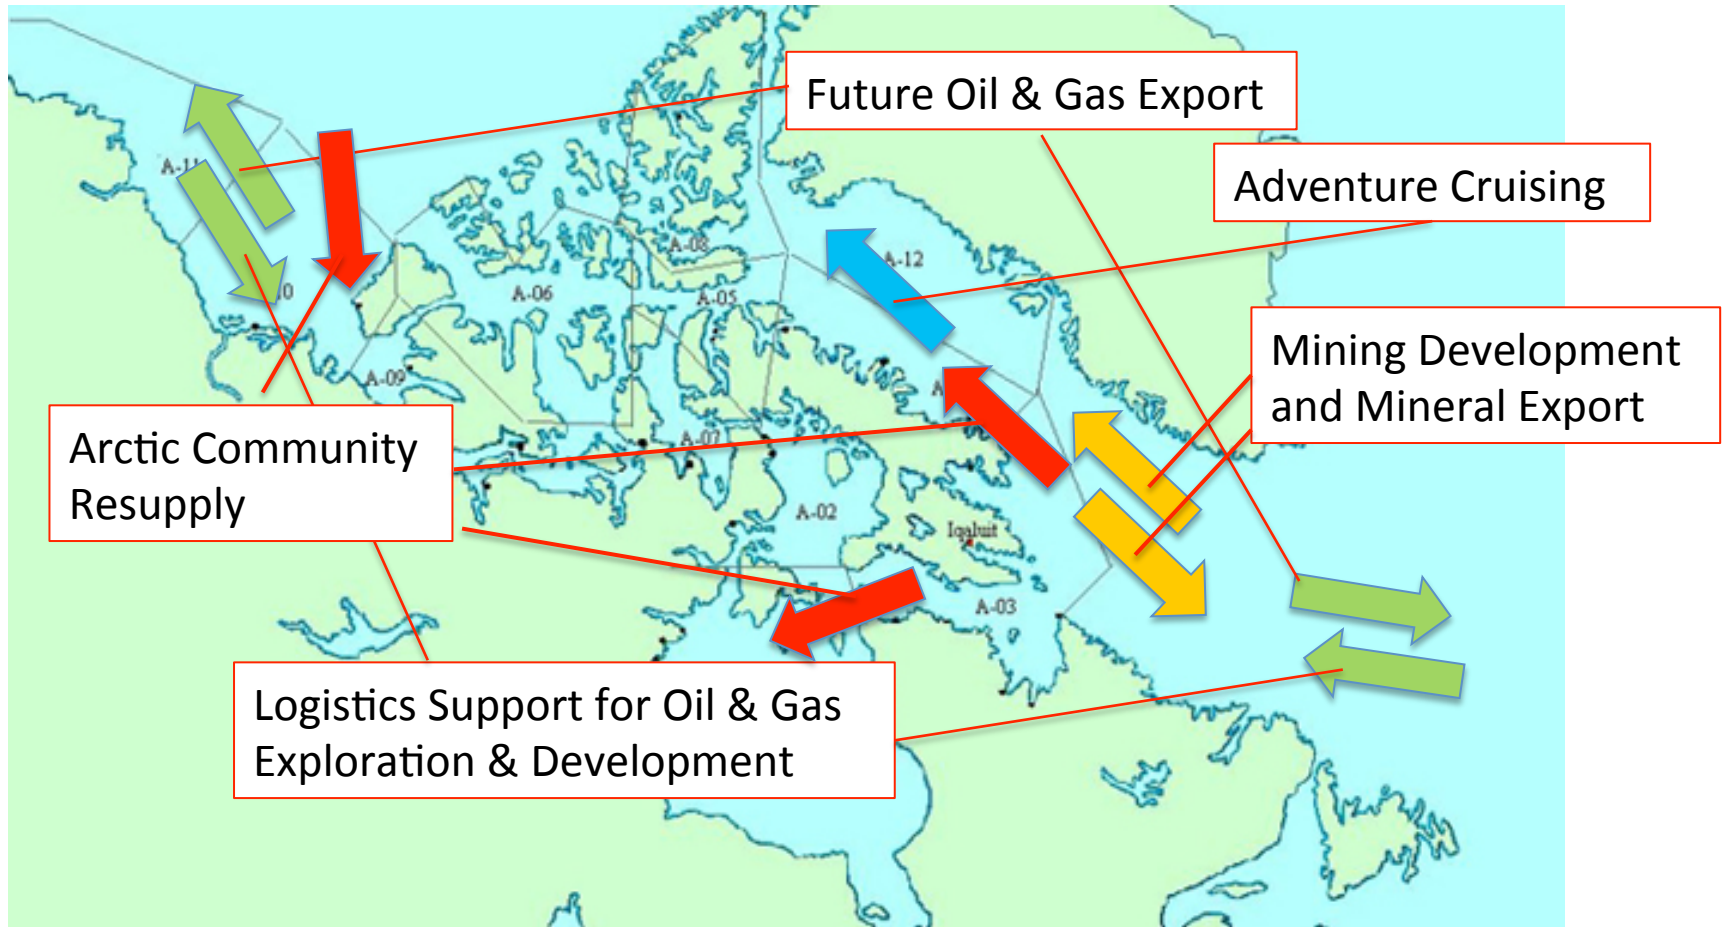 Future Oil & Gas Export
Adventure Cruising
A-08
A-12
A-06
A-05
Mining Development
and Mineral Export
A-09
Arctic Community
Resupply
A-07
A-02
Iqaluit
A-03
Logistics Support for Oil & Gas
Exploration & Development